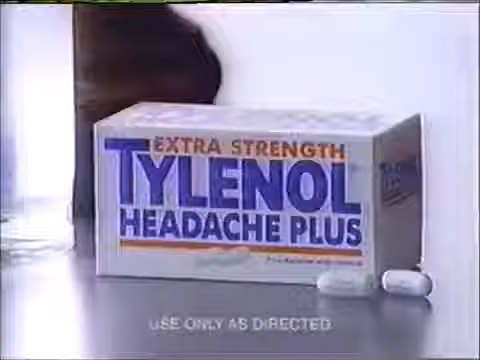 EXTRA STRENGTH
TYLENOL
HEADACHE PLUS
USE ONLY AS DIRECTED